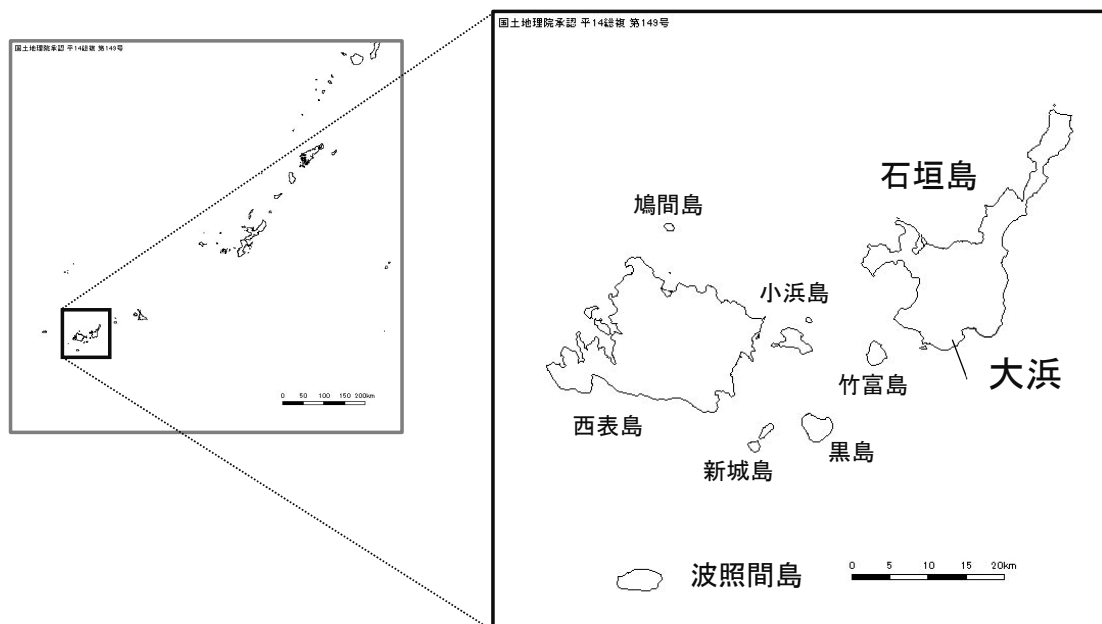 国土地理院承認 平14総複 第149号
0 50 100 150 200km
国土地理院承認 平14総複 第149号
石垣島
鳩間島
小浜島
大浜
竹富島
西表島
黒島
新城島
波照間島
0 5 10 15 20km